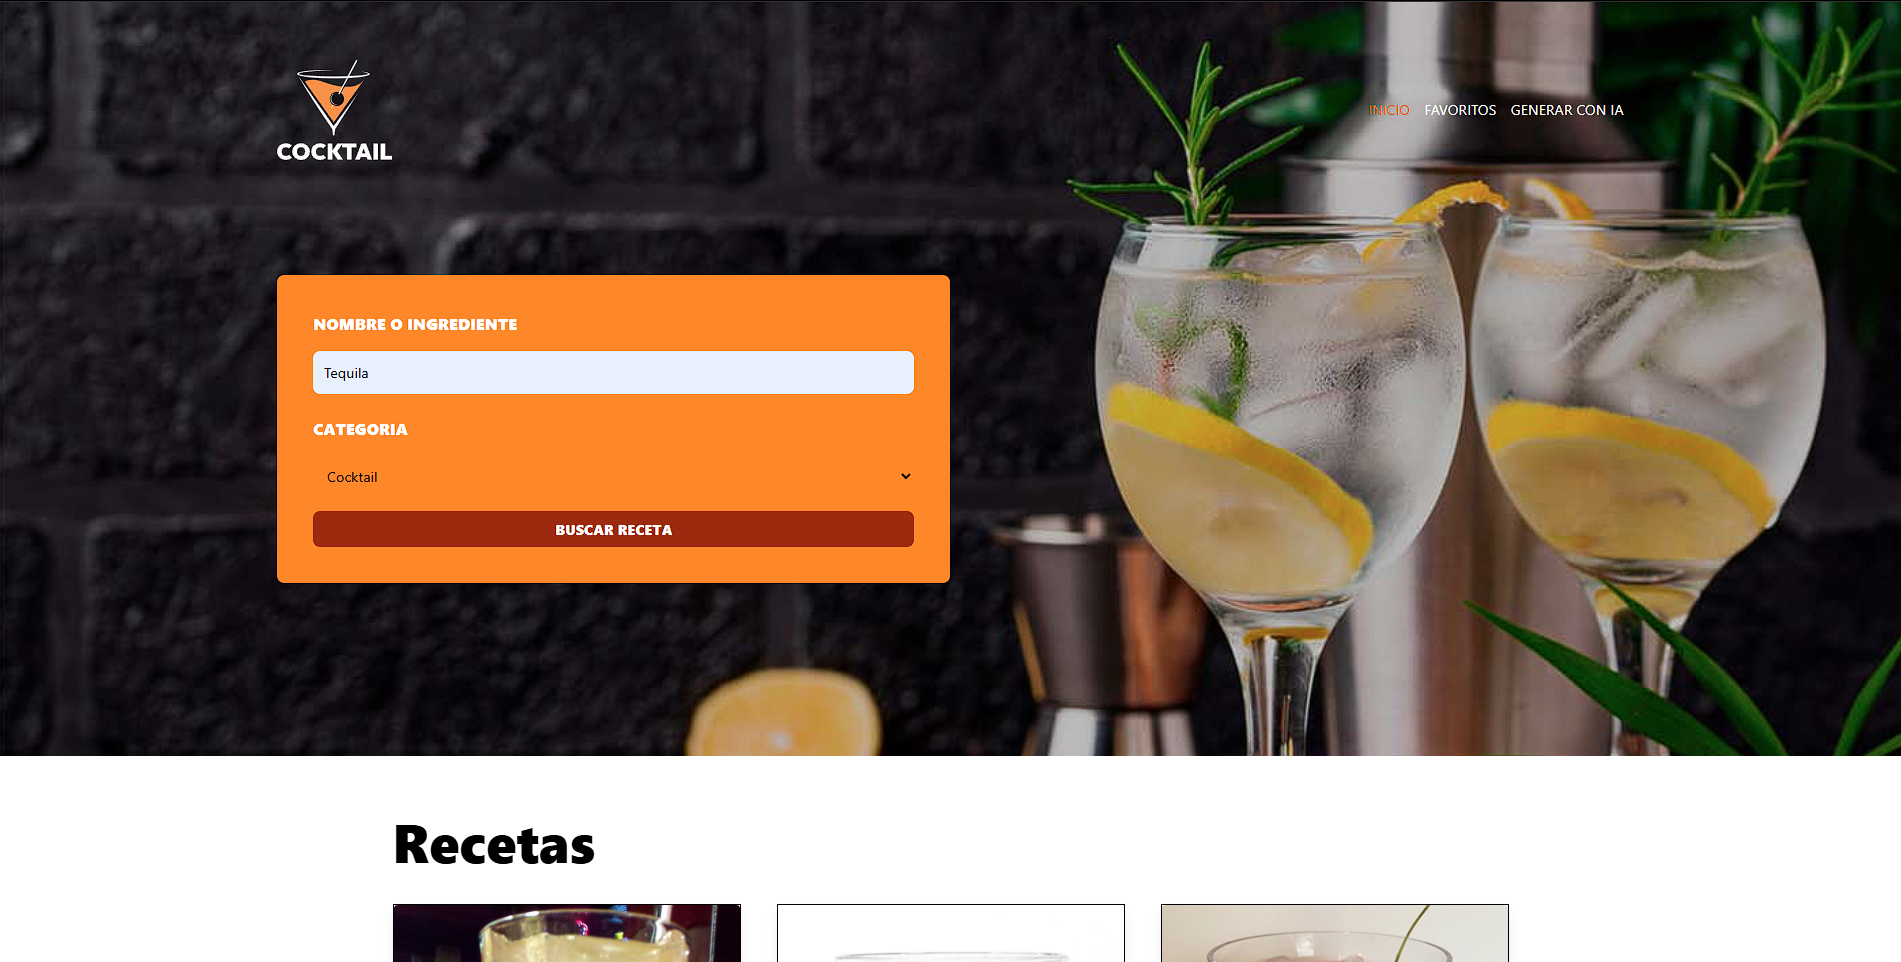 COCKTAIL
INICIO FAVORITOS GENERAR CON IA
NOMBRE O INGREDIENTE
Tequila
CATEGORIA
Cocktail
BUSCAR RECETA
Recetas